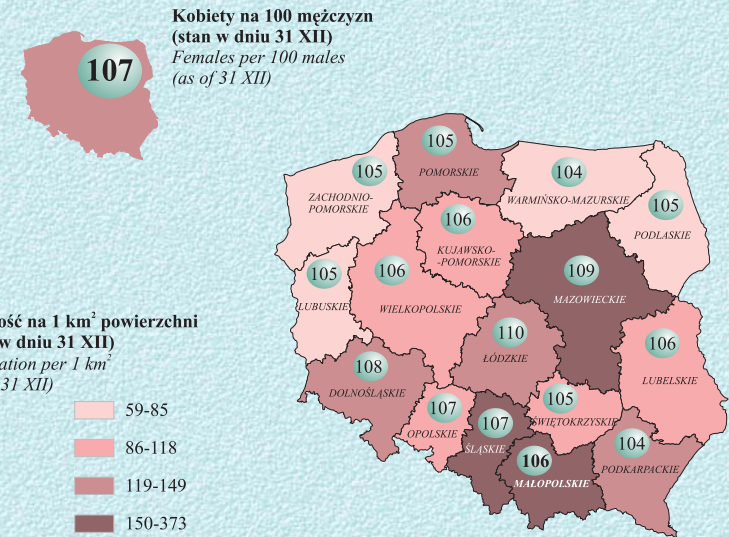 107
Kobiety na 100 mężczyzn
(stan w dniu 31 XII)
Females per 100 males
(as of 31 XII)
105
ZACHODNIO-
POMORSKIE
105
POMORSKIE
104
WARMIŃSKO-MAZURSKIE
105
PODLASKIE
105
LUBUSKIE
106
WIELKOPOLSKIE
106
KUJAWSKO-
-POMORSKIE
109
MAZOWIECKIE
110
ŁÓDZKIE
106
LUBELSKIE
108
DOLNOŚLĄSKIE
107
OPOLSKIE
107
ŚLĄSKIE
105
ŚWIĘTOKRZYSKIE
106
MAŁOPOLSKIE
104
PODKARPACKIE
ość na 1 km² powierzchni
w dniu 31 XII)
ation per 1 km²
31 XII)
59-85
86-118
119-149
150-373